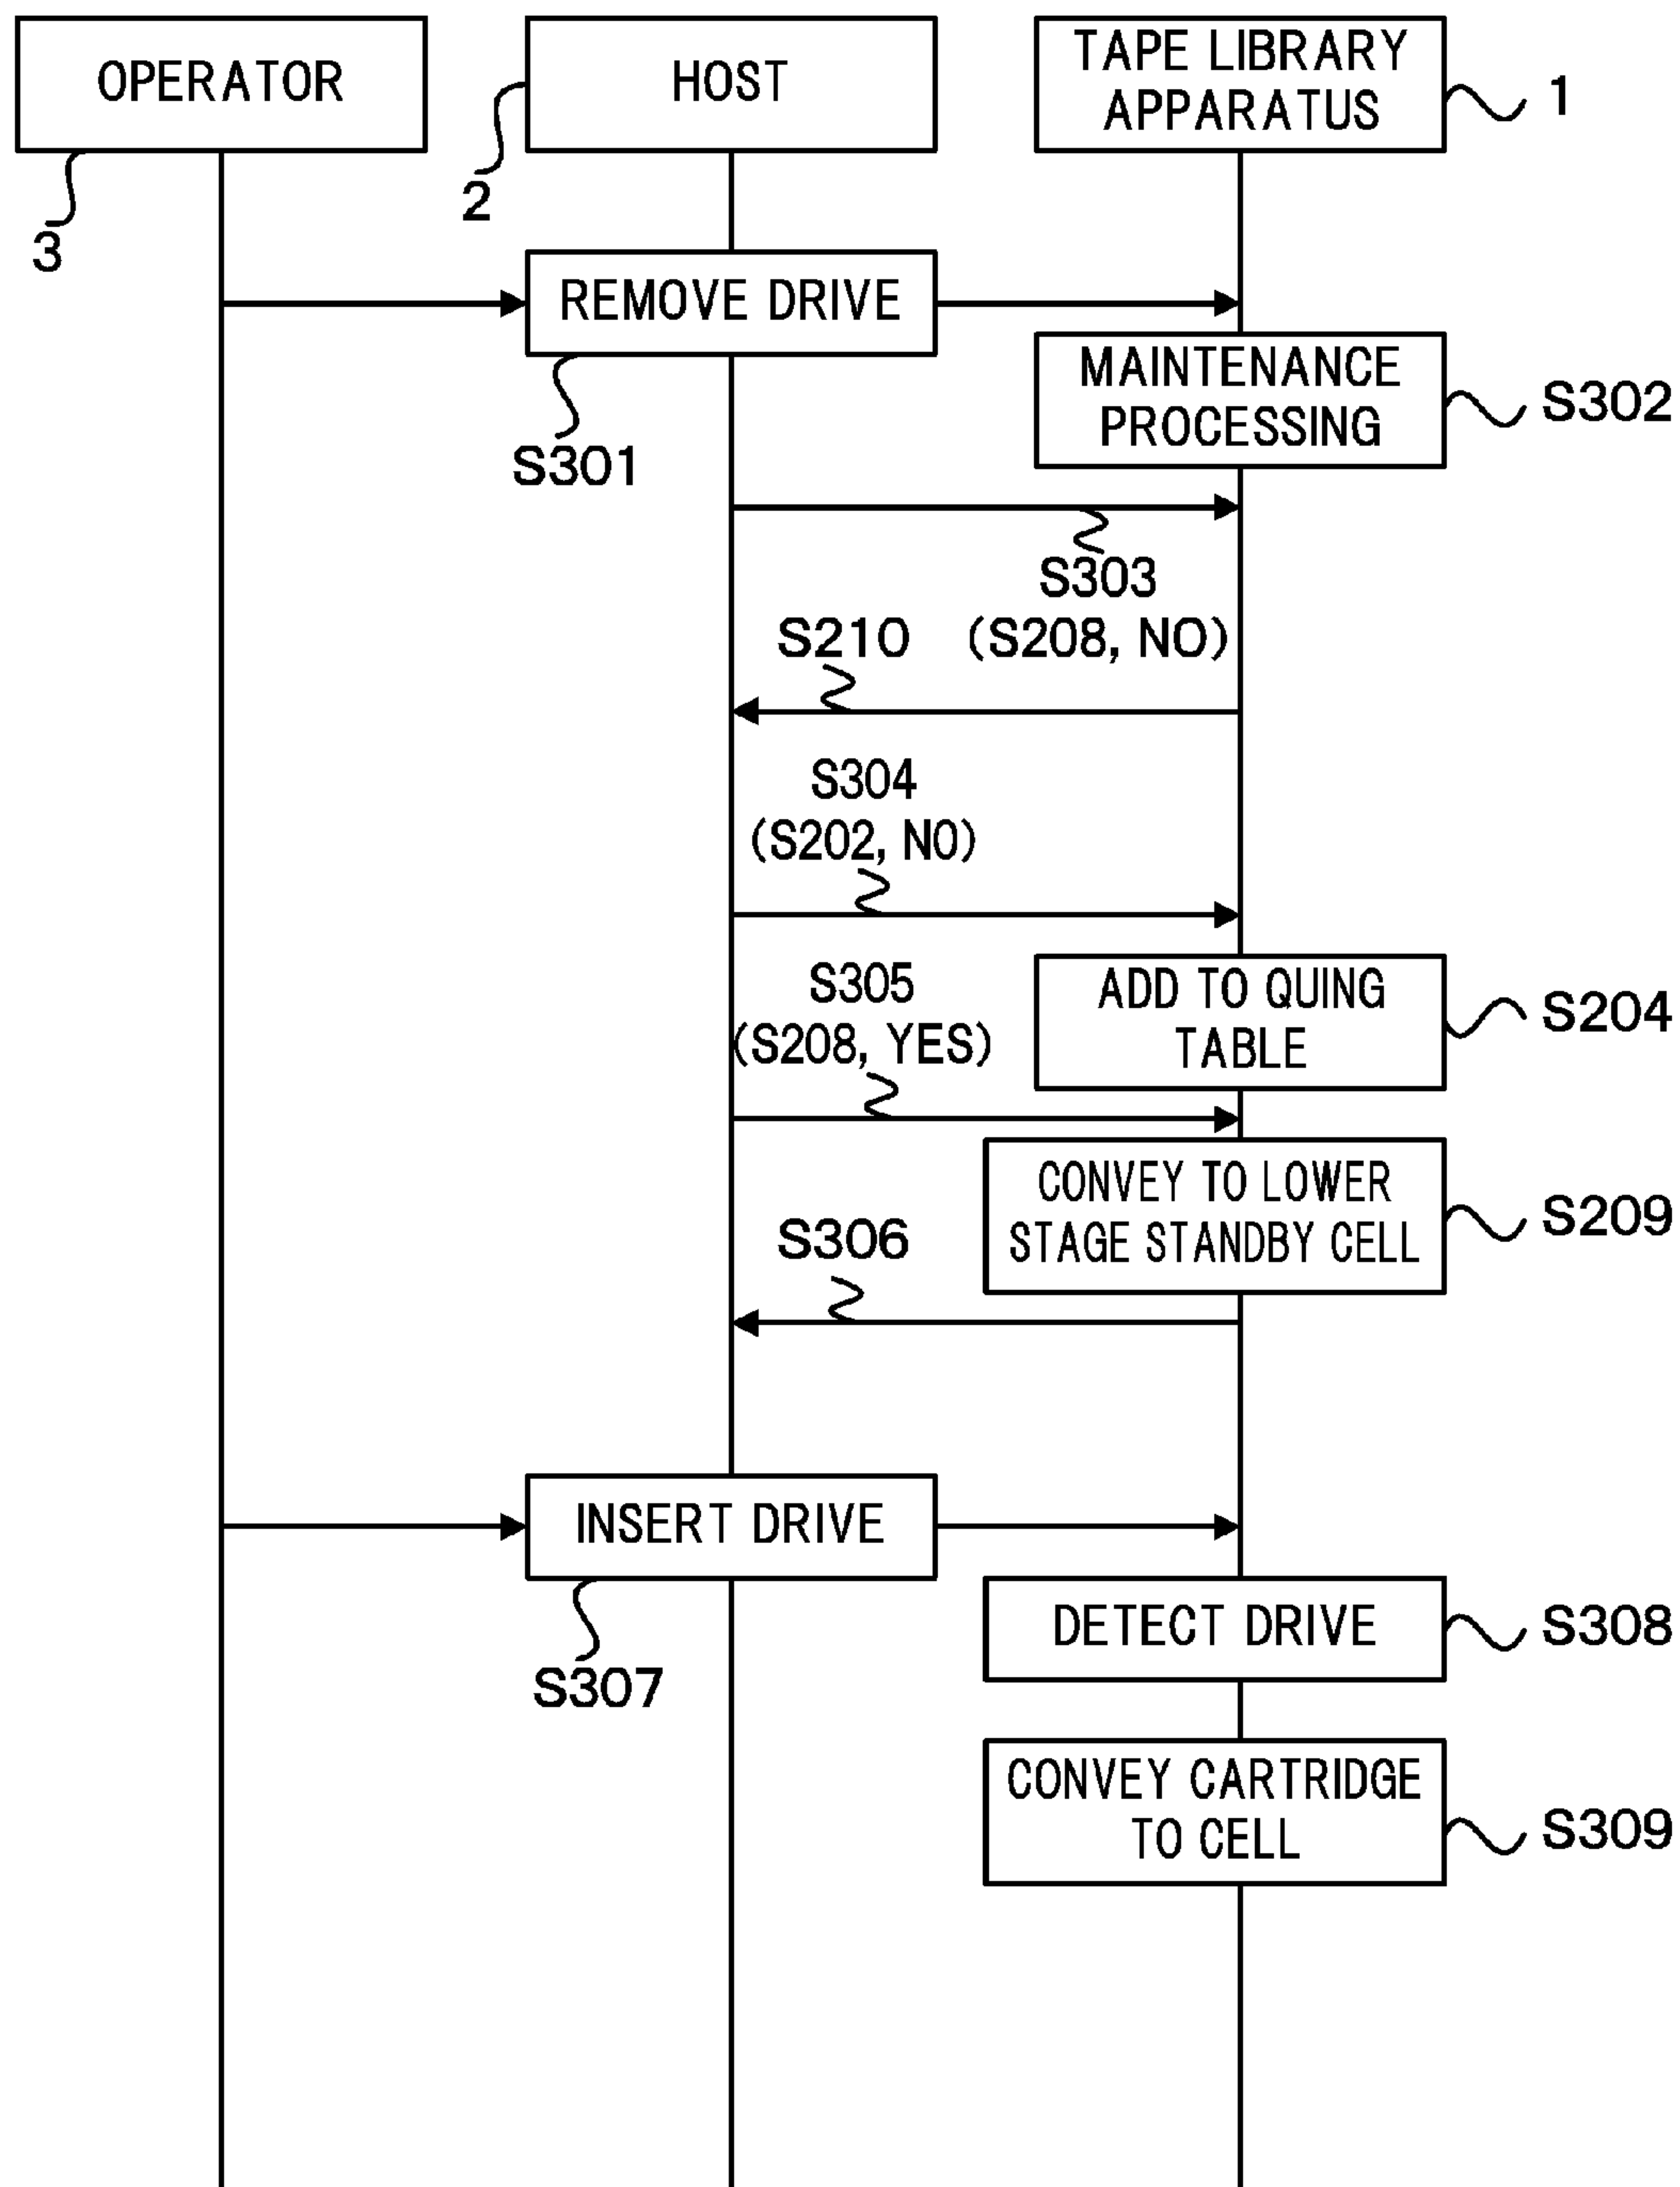 OPERATOR
HOST
TAPE LIBRARY
APPARATUS
1
2
3
REMOVE DRIVE
S301
MAINTENANCE
PROCESSING
S302
S303
(S208, NO)
S210
S304
(S202, NO)
S305
(S208, YES)
ADD TO QUING
TABLE
S204
CONVEY TO LOWER
STAGE STANDBY CELL
S209
S306
INSERT DRIVE
S307
DETECT DRIVE
S308
CONVEY CARTRIDGE
TO CELL
S309